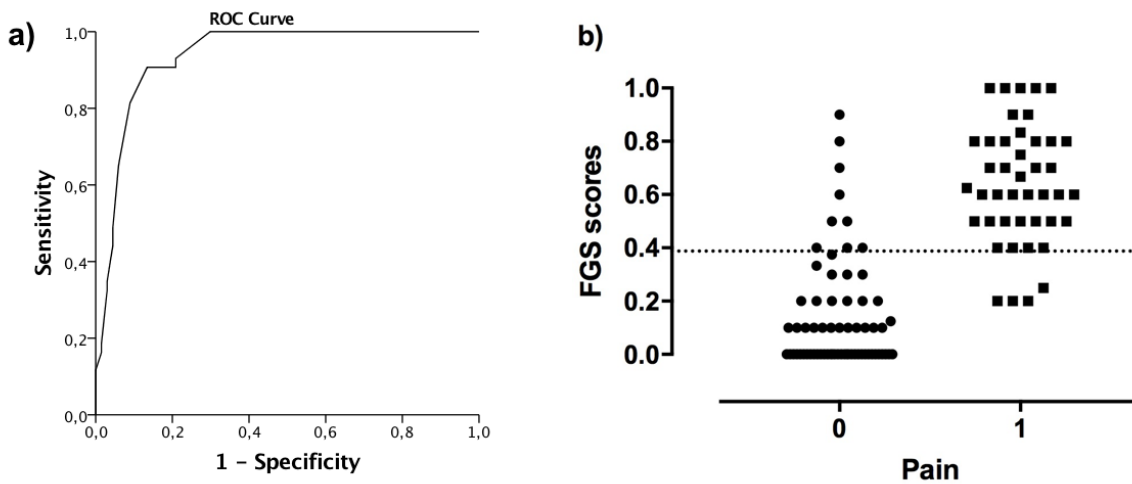 a)
ROC Curve
1,0
0,8
0,6
0,4
0,2
0,0
Sensitivity
0,0 0,2 0,4 0,6 0,8 1,0
1 - Specificity
b)
1.0
0.8
0.6
0.4
0.2
0.0
FGS scores
0 1
Pain